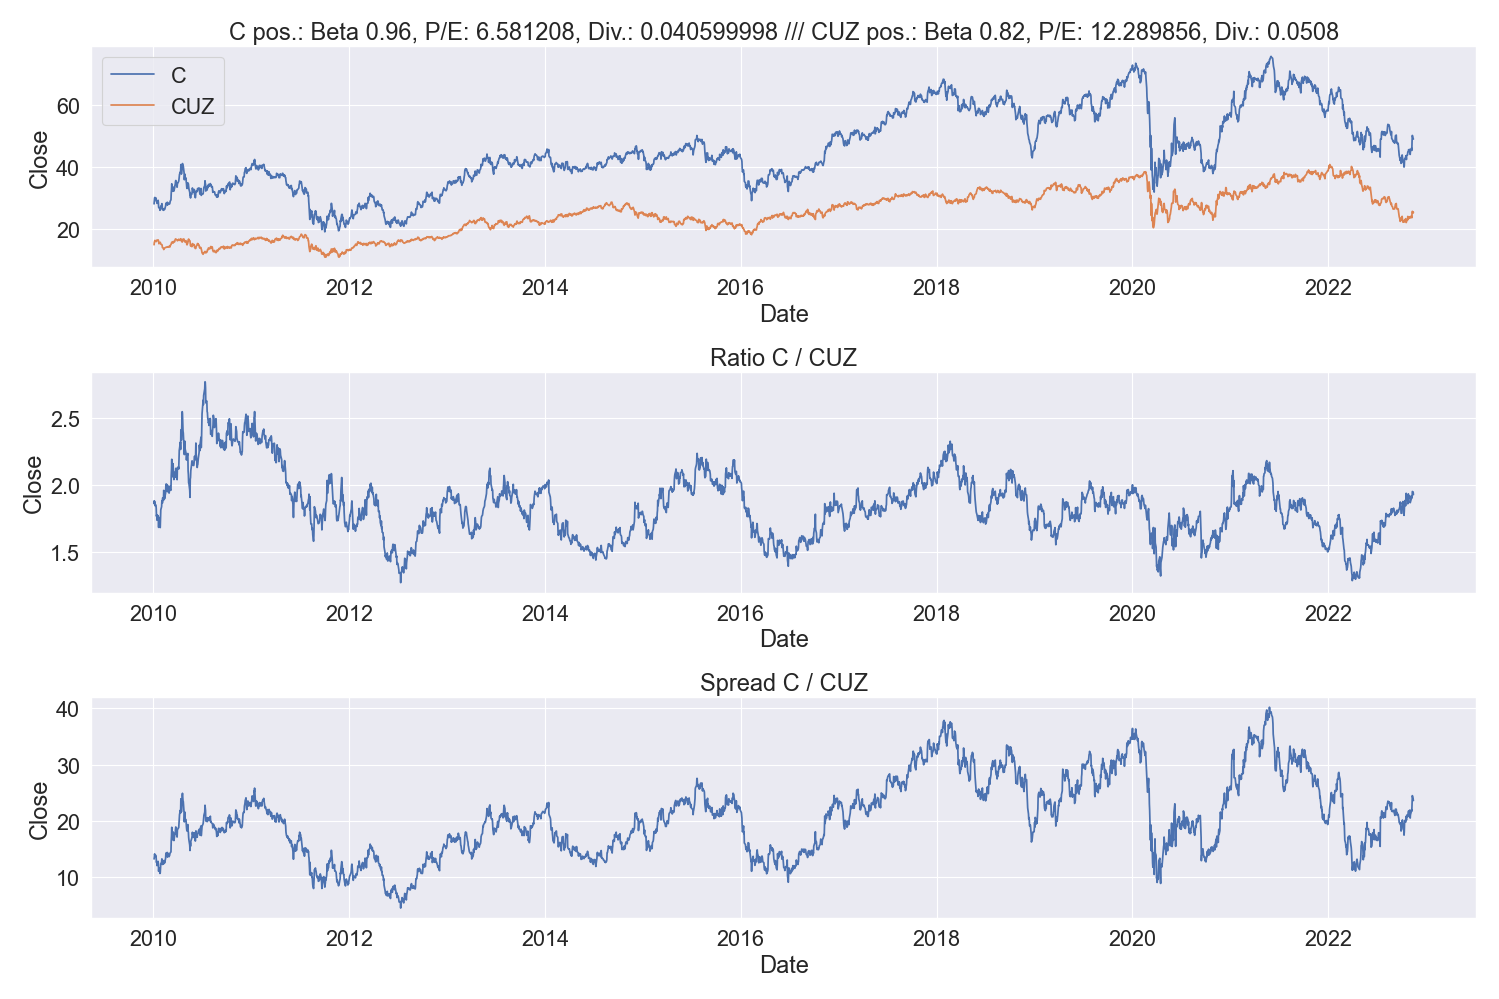 C pos.: Beta 0.96, P/E: 6.581208, Div.: 0.040599998 /// CUZ pos.: Beta 0.82, P/E: 12.289856, Div.: 0.0508
C
CUZ
Close
60
40
20
2010 2012 2014 2016 2018 2020 2022
Date
Ratio C / CUZ
Close
2.5
2.0
1.5
2010 2012 2014 2016 2018 2020 2022
Date
Spread C / CUZ
Close
40
30
20
10
2010 2012 2014 2016 2018 2020 2022
Date